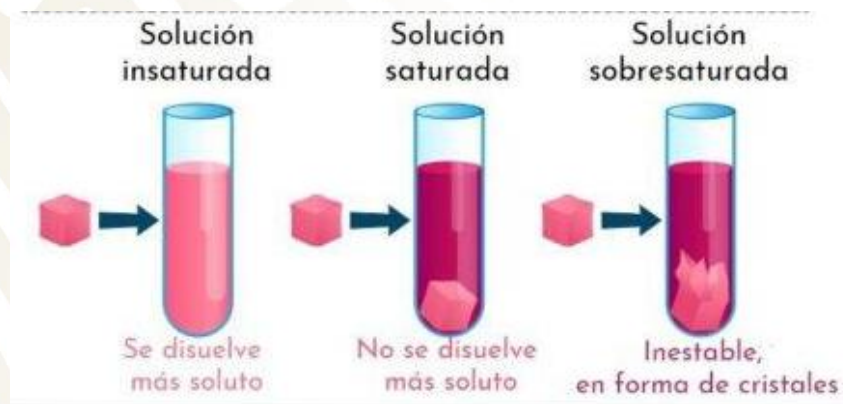 Solución
insaturada
Solución
saturada
Solución
sobresaturada
Se disuelve
más soluto
No se disuelve
más soluto
Inestable,
en forma de cristales